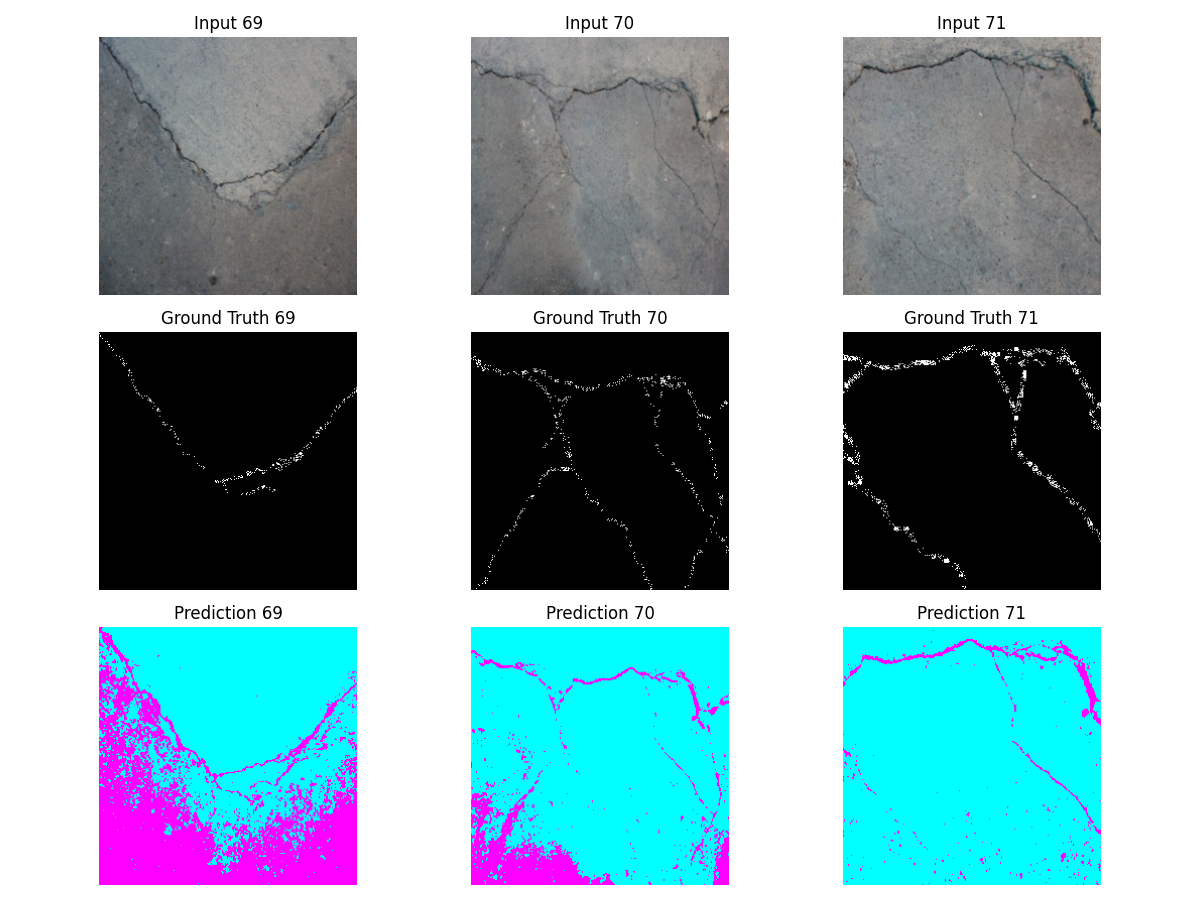 Input 69
Input 70
Input 71
Ground Truth 69
Ground Truth 70
Ground Truth 71
Prediction 69
Prediction 70
Prediction 71